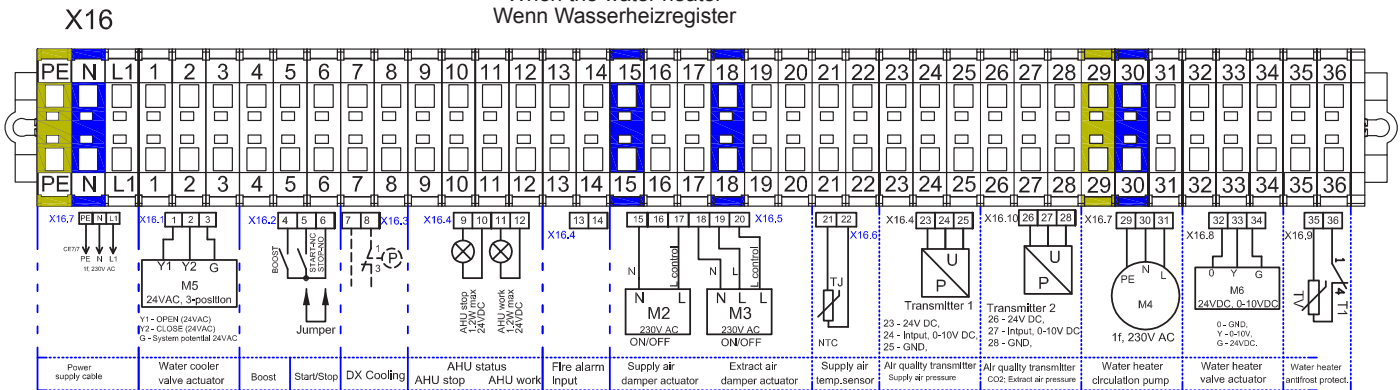 When the water heater
Wenn Wasserheizregister
X16
PE N L1 1 2 3 4 5 6 7 8 9 10 11 12 13 14 15 16 17 18 19 20 21 22 23 24 25 26 27 28 29 30 31 32 33 34 35 36
PE N L1 1 2 3 4 5 6 7 8 9 10 11 12 13 14 15 16 17 18 19 20 21 22 23 24 25 26 27 28 29 30 31 32 33 34 35 36
X16,7 PE N L1
CE7/7
PE N L1
1f, 230V AC
X16.1 1 2 3
Y1 Y2 G
M5
24VAC, 3-position
Y1 - OPEN (24VAC)
Y2 - CLOSE (24VAC)
G - System potential 24VAC
X16.2 4 5 6
BOOST
START-NC
STOP-NO
Jumper
7 8 X16.3
1
3
P
X16.4 9 10 11 12
AHU stop
1,2W max
24VDC
AHU work
1,2W max
24VDC
13 14
X16.4
15 16 17 18 19 20 X16,5
N L control
N L
M2
230V AC
ON/OFF
N L L control
N L L
M3
230V AC
ON/OFF
21 22
X16.6
TJ
NTC
X16.4 23 24 25
U
P
Transmitter 1
23 - 24V DC,
24 - Intput, 0-10V DC,
25 - GND,
X16.10 26 27 28
U
P
Transmitter 2
26 - 24V DC
27 - Intput, 0-10V DC
28 - GND,
X16.7 29 30 31
PE N L
M4
1f, 230V AC
32 33 34
X16.8
0 Y G
M6
24VDC, 0-10VDC
0 - GND,
Y - 0-10V,
G - 24VDC.
35 36
X16,9
TV
1
4
T1
Power
supply cable
Water cooler
valve actuator
Boost
Start/Stop
DX Cooling
AHU status
AHU stop AHU work
Fire alarm
Input
Supply air
damper actuator
Extract air
damper actuator
Supply air
temp.sensor
Air quality transmitter
Supply air pressure
Air quality transmitter
CO2; Extract air pressure.
Water heater
circulation pump
Water heater
valve actuator
Water heater
antifrost protect.